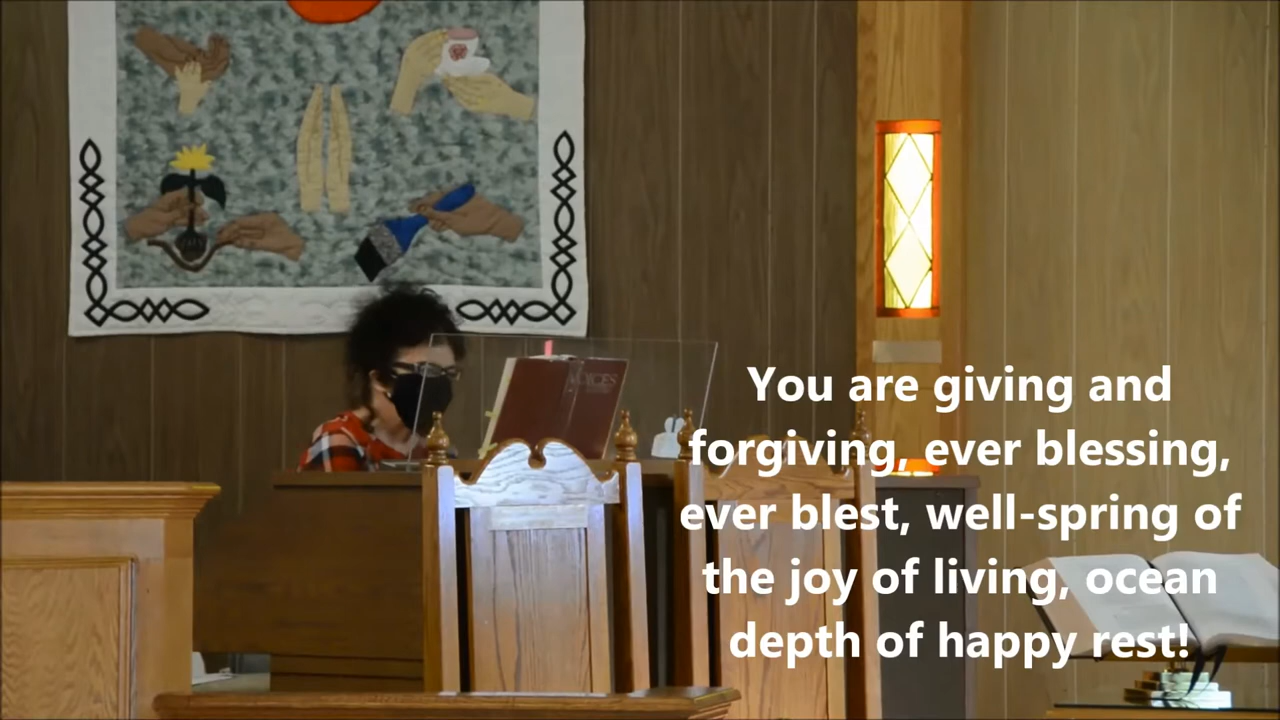 VOICES
You are giving and
forgiving, ever blessing,
ever blest, well-spring of
the joy of living, ocean
depth of happy rest!